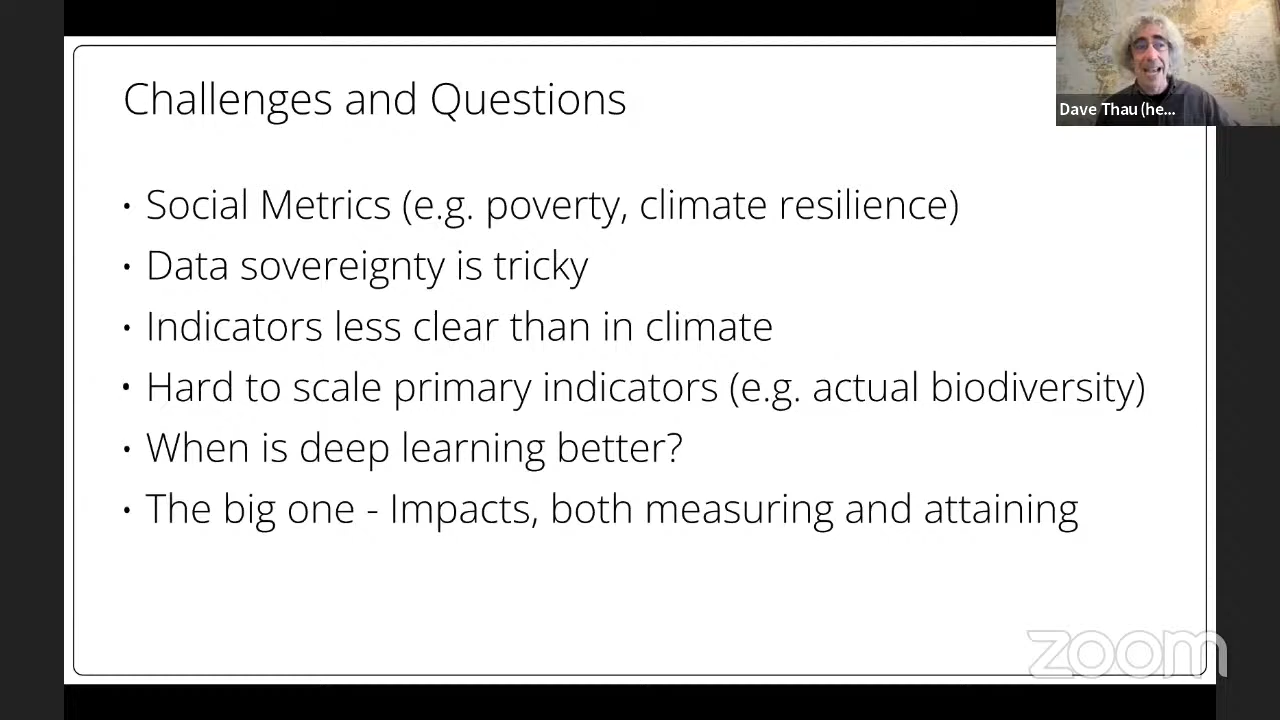 Challenges and Questions
Dave Thau (he...
• Social Metrics (e.g. poverty, climate resilience)
• Data sovereignty is tricky
• Indicators less clear than in climate
• Hard to scale primary indicators (e.g. actual biodiversity)
• When is deep learning better?
• The big one - Impacts, both measuring and attaining
zoom